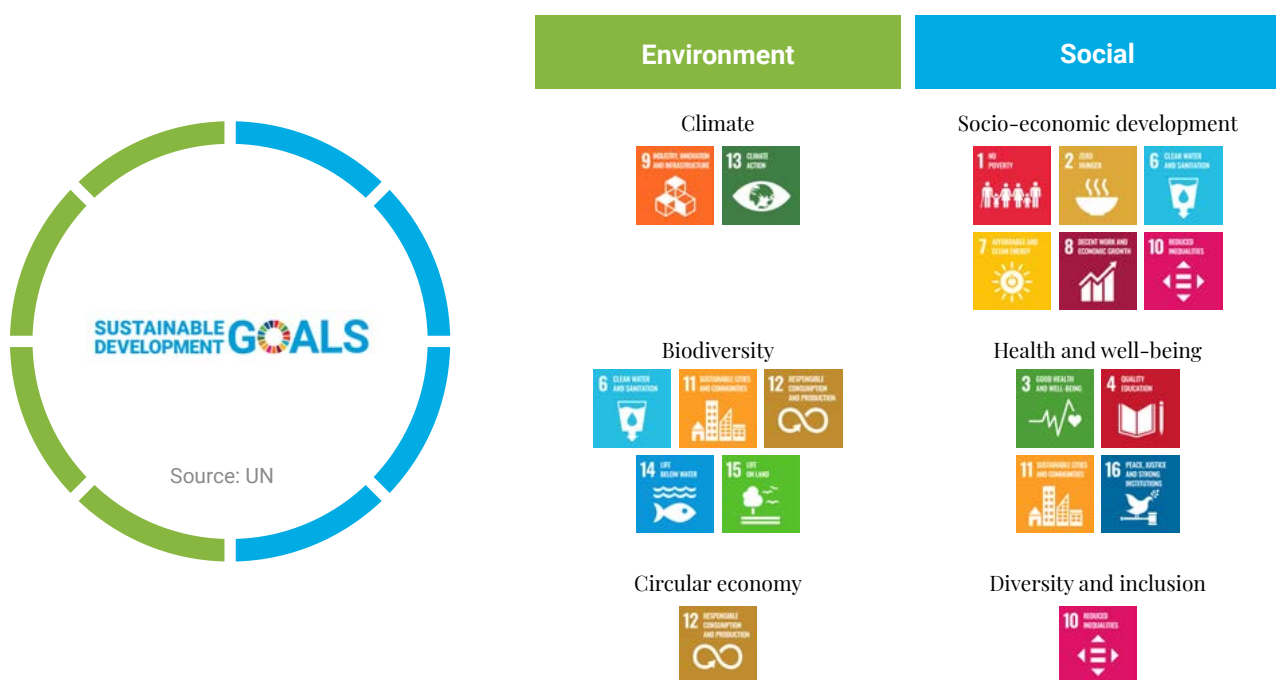 SUSTAINABLE
DEVELOPMENT
GOALS
Source: UN
Environment
Climate
9 INDUSTRY, INNOVATION
AND INFRASTRUCTURE
13 CLIMATE
ACTION
Biodiversity
6 CLEAN WATER
AND SANITATION
11 SUSTAINABLE CITIES
AND COMMUNITIES
12 RESPONSIBLE
CONSUMPTION
AND PRODUCTION
14 LIFE
BELOW WATER
15 LIFE
ON LAND
Circular economy
12 RESPONSIBLE
CONSUMPTION
AND PRODUCTION
Social
Socio-economic development
1 NO
POVERTY
2 ZERO
HUNGER
6 CLEAN WATER
AND SANITATION
7 AFFORDABLE AND
CLEAN ENERGY
8 DECENT WORK AND
ECONOMIC GROWTH
10 REDUCED
INEQUALITIES
Health and well-being
3 GOOD HEALTH
AND WELL-BEING
4 QUALITY
EDUCATION
11 SUSTAINABLE CITIES
AND COMMUNITIES
16 PEACE, JUSTICE
AND STRONG
INSTITUTIONS
Diversity and inclusion
10 REDUCED
INEQUALITIES